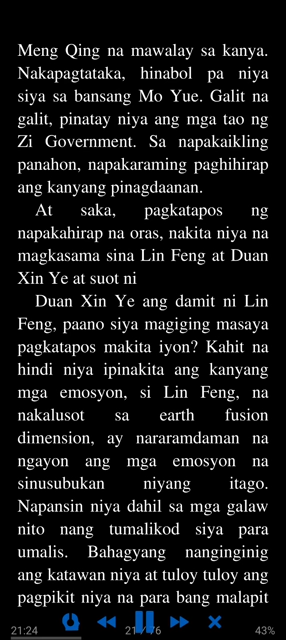 Meng Qing na mawalay sa kanya.
Nakapagtataka, hinabol pa niya
siya sa bansang Mo Yue. Galit na
galit, pinatay niya ang mga tao ng
Zi Government. Sa napakaikling
panahon, napakaraming paghihirap
ang kanyang pinagdaanan.
At saka, pagkatapos ng
napakahirap na oras, nakita niya na
magkasama sina Lin Feng at Duan
Xin Ye at suot ni
Duan Xin Ye ang damit ni Lin
Feng, paano siya magiging masaya
pagkatapos makita iyon? Kahit na
hindi niya ipinakita ang kanyang
mga emosyon, si Lin Feng, na
nakalusot sa earth fusion
dimension, ay nararamdaman na
ngayon ang mga emosyon na
sinusubukan niyang itago.
Napansin niya dahil sa mga galaw
nito nang tumalikod siya para
umalis. Bahagyang nanginginig
ang katawan niya at tuloy tuloy ang
pagpikit niya na para bang malapit
21:24 76 43%